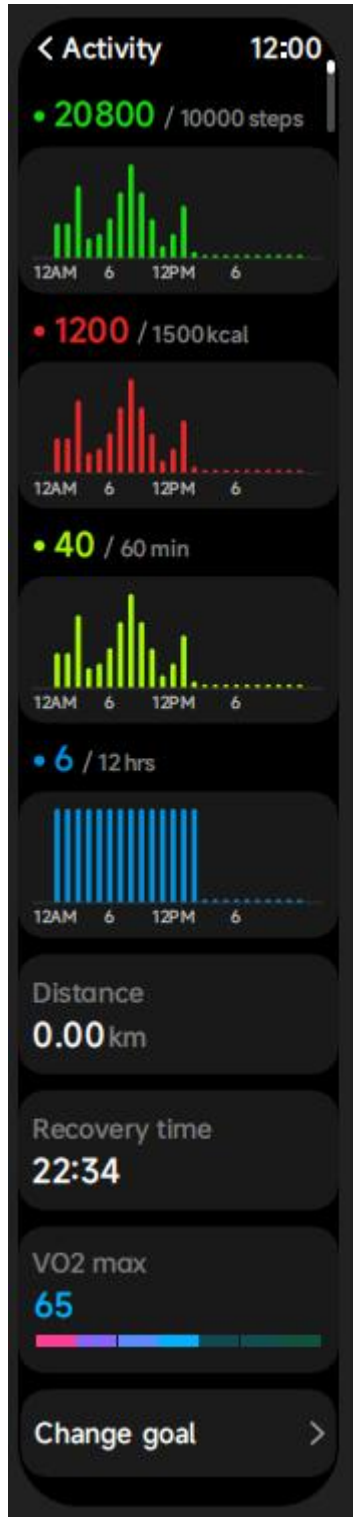 < Activity 12:00
• 20800 / 10000 steps
12AM 6 12PM 6
• 1200 / 1500kcal
12AM 6 12PM 6
• 40 / 60 min
12AM 6 12PM 6
• 6 / 12 hrs
12AM 6 12PM 6
Distance
0.00 km
Recovery time
22:34
VO2 max
65
Change goal >